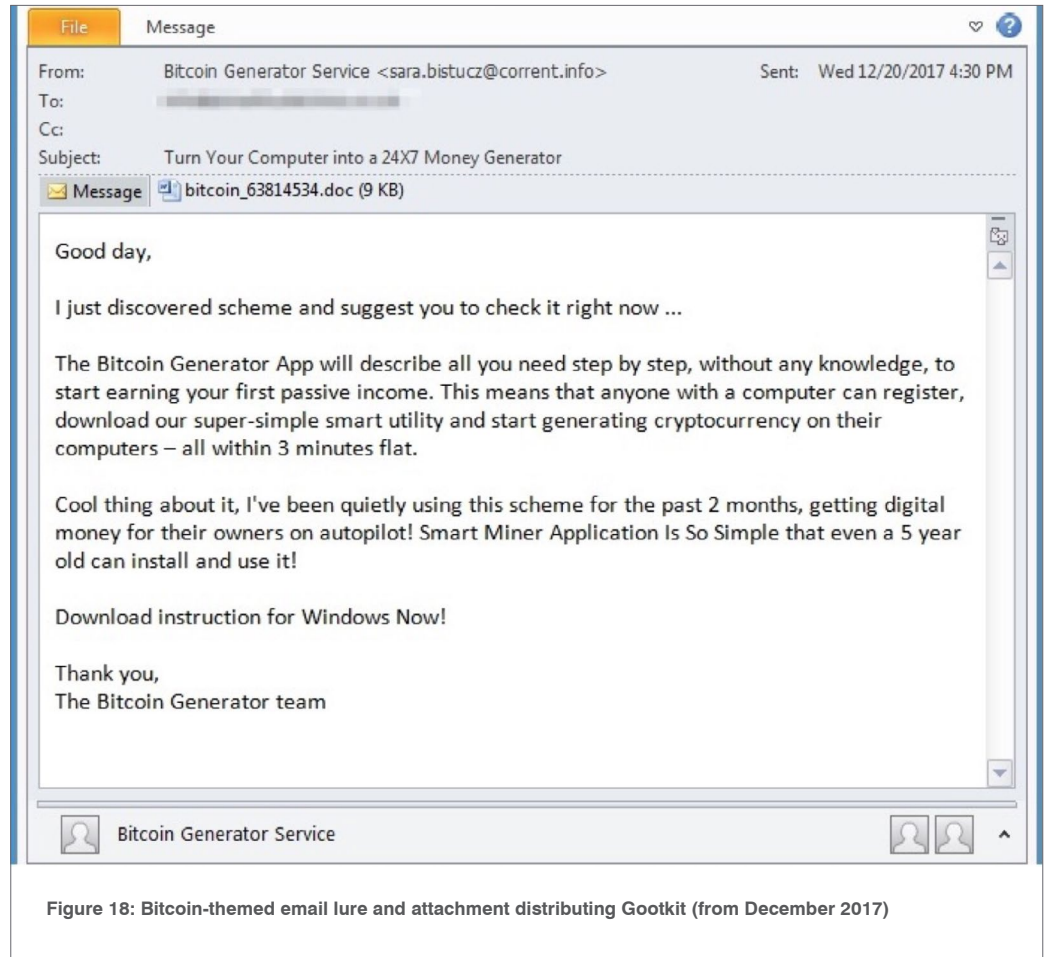 File Message
From: Bitcoin Generator Service <sara.bistucz@corrent.info> Sent: Wed 12/20/2017 4:30 PM
To:
Cc:
Subject: Turn Your Computer into a 24X7 Money Generator
Message bitcoin_63814534.doc (9 KB)
Good day,
I just discovered scheme and suggest you to check it right now ...
The Bitcoin Generator App will describe all you need step by step, without any knowledge, to
start earning your first passive income. This means that anyone with a computer can register,
download our super-simple smart utility and start generating cryptocurrency on their
computers – all within 3 minutes flat.
Cool thing about it, I've been quietly using this scheme for the past 2 months, getting digital
money for their owners on autopilot! Smart Miner Application Is So Simple that even a 5 year
old can install and use it!
Download instruction for Windows Now!
Thank you,
The Bitcoin Generator team
Bitcoin Generator Service
Figure 18: Bitcoin-themed email lure and attachment distributing Gootkit (from December 2017)